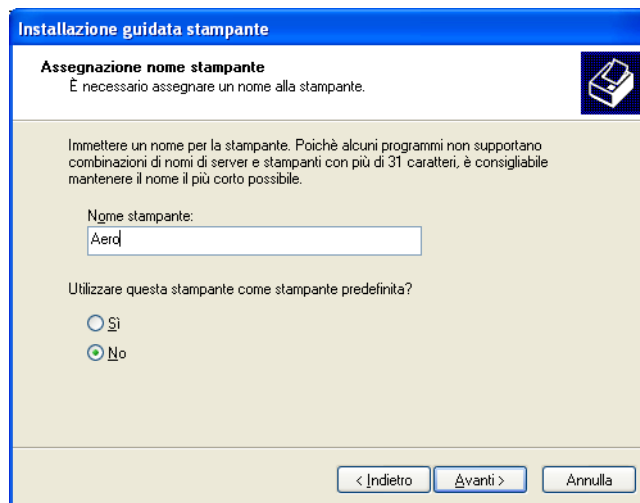 Installazione guidata stampante
Assegnazione nome stampante
È necessario assegnare un nome alla stampante.
Immettere un nome per la stampante. Poichè alcuni programmi non supportano
combinazioni di nomi di server e stampanti con più di 31 caratteri, è consigliabile
mantenere il nome il più corto possibile.
Nome stampante:
Aero
Utilizzare questa stampante come stampante predefinita?
Sì
No
< Indietro Avanti > Annulla